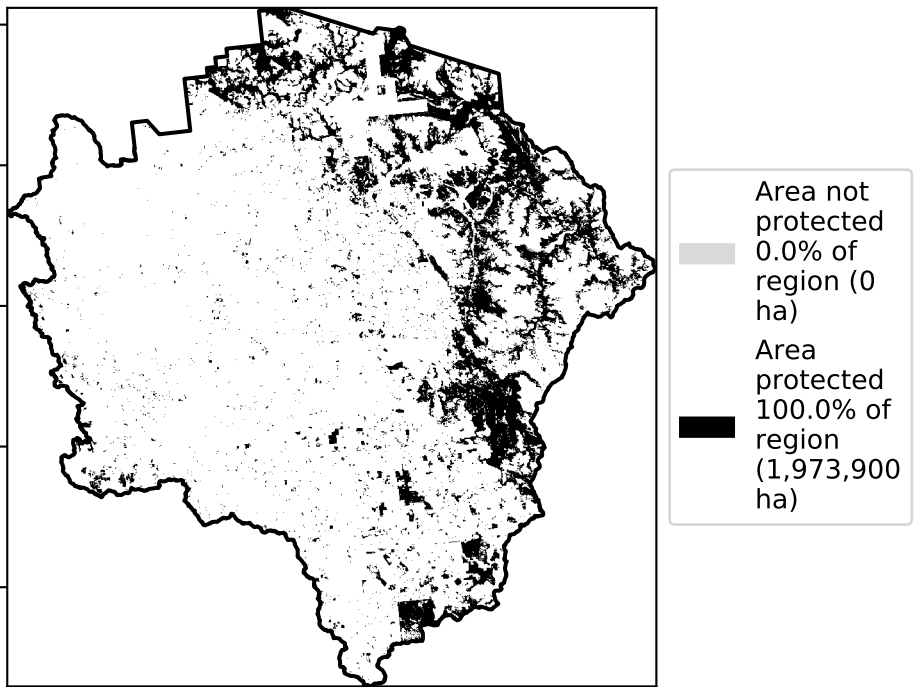 Area not
protected
0.0% of
region (0
ha)
Area
protected
100.0% of
region
(1,973,900
ha)